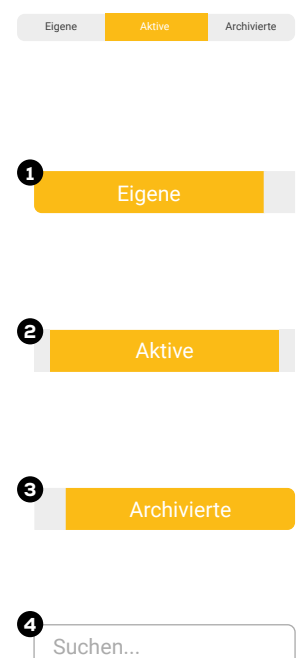 Eigene Aktive Archivierte
1
Eigene
2
Aktive
3
Archivierte
4
Suchen...